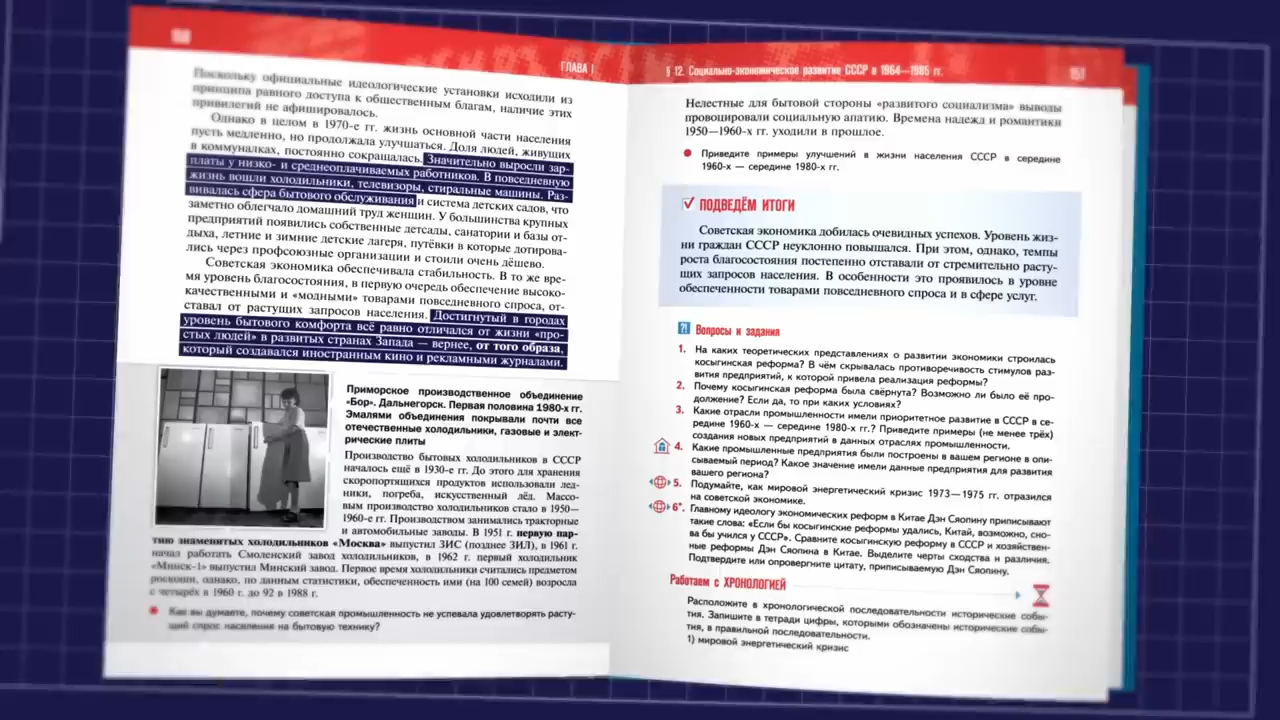 150
ГЛАВА I
Поскольку официальные идеологические установки исходили из
принципа равного доступа к общественным благам, наличие этих
привилегий не афишировалось.
Однако в целом в 1970-е гг. жизнь основной части населения
пусть медленно, но продолжала улучшаться. Доля людей, живущих
в коммуналках, постоянно сокращалась. Значительно выросли зар-
платы у низко- и среднеоплачиваемых работников. В повседневную
жизнь вошли холодильники, телевизоры, стиральные машины. Раз-
вивалась сфера бытового обслуживания и система детских садов, что
заметно облегчало домашний труд женщин. У большинства крупных
предприятий появились собственные детсады, санатории и базы от-
дыха, летние и зимние детские лагеря, путёвки в которые дотирова-
лись через профсоюзные организации и стоили очень дёшево.
Советская экономика обеспечивала стабильность. В то же вре-
мя уровень благосостояния, в первую очередь обеспечение высоко-
качественными и «модными» товарами повседневного спроса, от-
ставал от растущих запросов населения. Достигнутый в городах
уровень бытового комфорта всё равно отличался от жизни «про-
стых людей» в развитых странах Запада — вернее, от того образа,
который создавался иностранным кино и рекламными журналами.
Приморское производственное объединение
«Бор». Дальнегорск. Первая половина 1980-х гг.
Эмалями объединения покрывали почти все
отечественные холодильники, газовые и элект-
рические плиты
Производство бытовых холодильников в СССР
началось ещё в 1930-е гг. До этого для хранения
скоропортящихся продуктов использовали лед-
ники, погреба, искусственный лёд. Массо-
вым производство холодильников стало в 1950—
1960-е гг. Производством занимались тракторные
и автомобильные заводы. В 1951 г. первую пар-
тию знаменитых холодильников «Москва» выпустил ЗИС (позднее ЗИЛ), в 1961 г.
начал работать Смоленский завод холодильников, в 1962 г. первый холодильник
«Минск-1» выпустил Минский завод. Первое время холодильники считались предметом
роскоши, однако, по данным статистики, обеспеченность ими (на 100 семей) возросла
с четырёх в 1960 г. до 92 в 1988 г.
Как вы думаете, почему советская промышленность не успевала удовлетворять расту-
щий спрос населения на бытовую технику?
§ 12. Социально-экономическое развитие СССР в 1964—1985 гг.
151
Нелестные для бытовой стороны «развитого социализма» выводы
провоцировали социальную апатию. Времена надежд и романтики
1950—1960-х гг. уходили в прошлое.
Приведите примеры улучшений в жизни населения СССР в середине
1960-х — середине 1980-х гг.
ПОДВЕДЁМ ИТОГИ
Советская экономика добилась очевидных успехов. Уровень жиз-
ни граждан СССР неуклонно повышался. При этом, однако, темпы
роста благосостояния постепенно отставали от стремительно расту-
щих запросов населения. В особенности это проявилось в уровне
обеспеченности товарами повседневного спроса и в сфере услуг.
Вопросы и задания
1. На каких теоретических представлениях о развитии экономики строилась
косыгинская реформа? В чём скрывалась противоречивость стимулов раз-
вития предприятий, к которой привела реализация реформы?
2. Почему косыгинская реформа была свёрнута? Возможно ли было её про-
должение? Если да, то при каких условиях?
3. Какие отрасли промышленности имели приоритетное развитие в СССР в се-
редине 1960-х — середине 1980-х гг.? Приведите примеры (не менее трёх)
создания новых предприятий в данных отраслях промышленности.
4. Какие промышленные предприятия были построены в вашем регионе в опи-
сываемый период? Какое значение имели данные предприятия для развития
вашего региона?
5. Подумайте, как мировой энергетический кризис 1973—1975 гг. отразился
на советской экономике.
6*. Главному идеологу экономических реформ в Китае Дэн Сяопину приписывают
такие слова: «Если бы косыгинские реформы удались, Китай, возможно, сно-
ва бы учился у СССР». Сравните косыгинскую реформу в СССР и хозяйствен-
ные реформы Дэн Сяопина в Китае. Выделите черты сходства и различия.
Подтвердите или опровергните цитату, приписываемую Дэн Сяопину.
Работаем с ХРОНОЛОГИЕЙ
Расположите в хронологической последовательности исторические собы-
тия. Запишите в тетради цифры, которыми обозначены исторические собы-
тия, в правильной последовательности.
1) мировой энергетический кризис